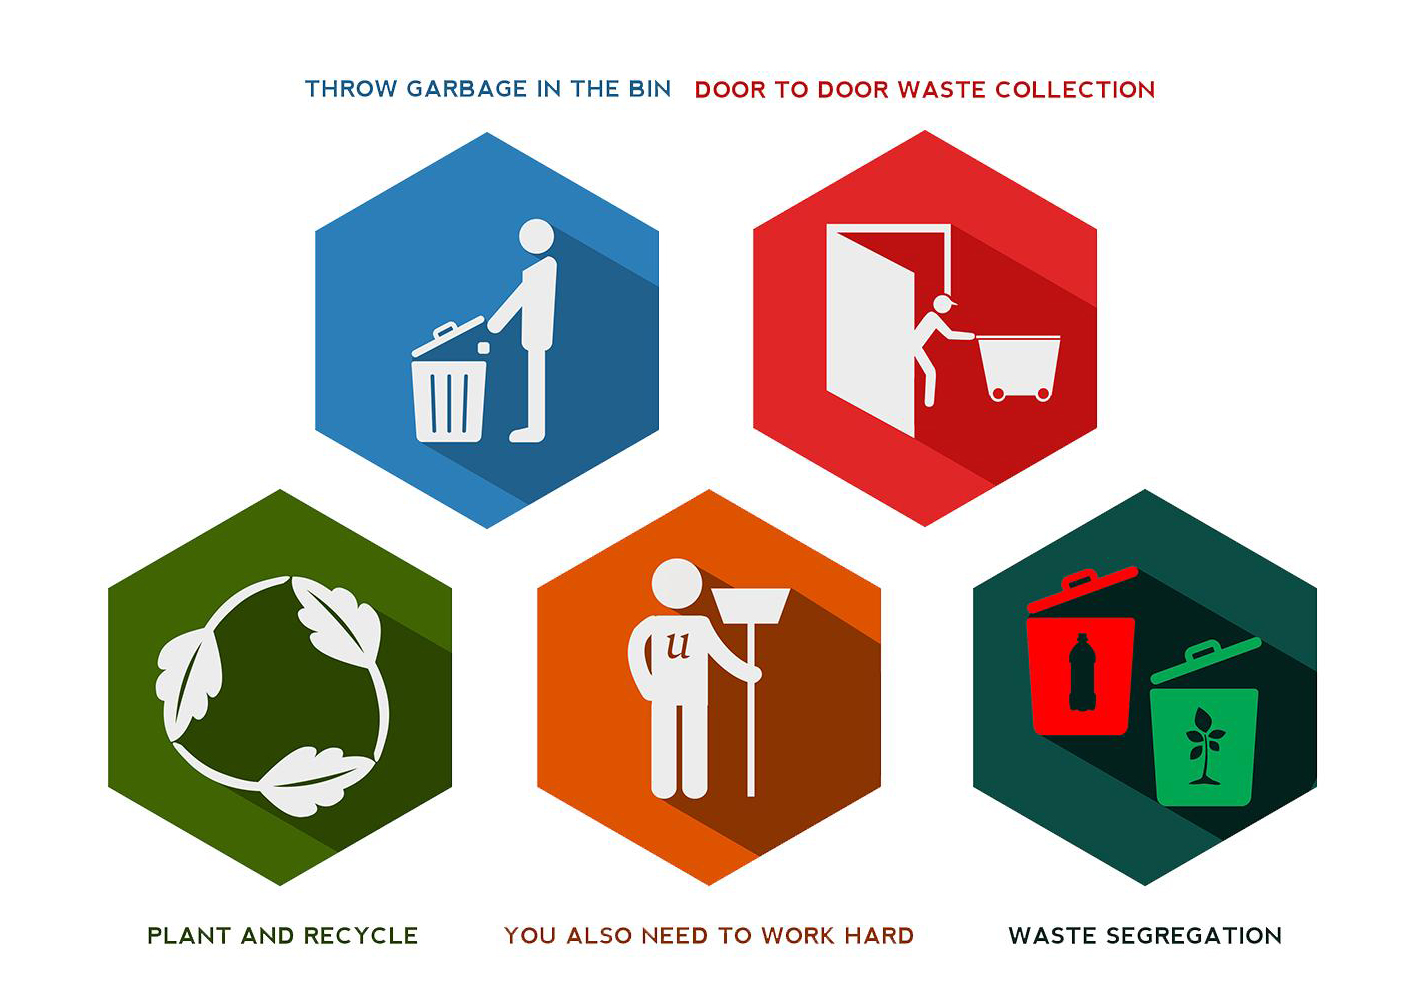 THROW GARBAGE IN THE BIN
DOOR TO DOOR WASTE COLLECTION
u
PLANT AND RECYCLE
YOU ALSO NEED TO WORK HARD
WASTE SEGREGATION